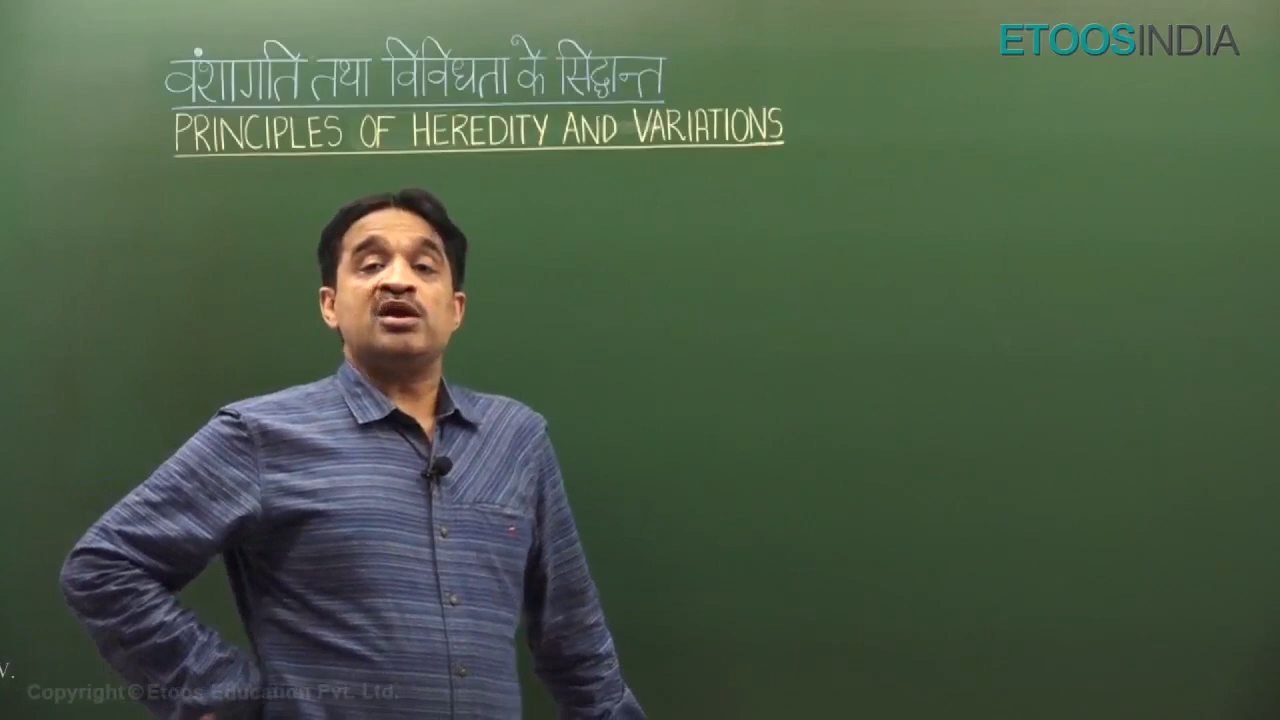 ETOOSINDIA
वंशागति तथा विविधता के सिद्धान्त
PRINCIPLES OF HEREDITY AND VARIATIONS
v.
Copyright © Etoos Education Pvt. Ltd.